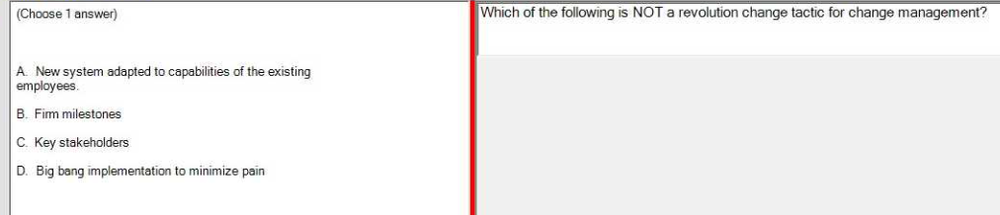 (Choose 1 answer)
Which of the following is NOT a revolution change tactic for change management?
A. New system adapted to capabilities of the existing
employees.
B. Firm milestones
C. Key stakeholders
D. Big bang implementation to minimize pain